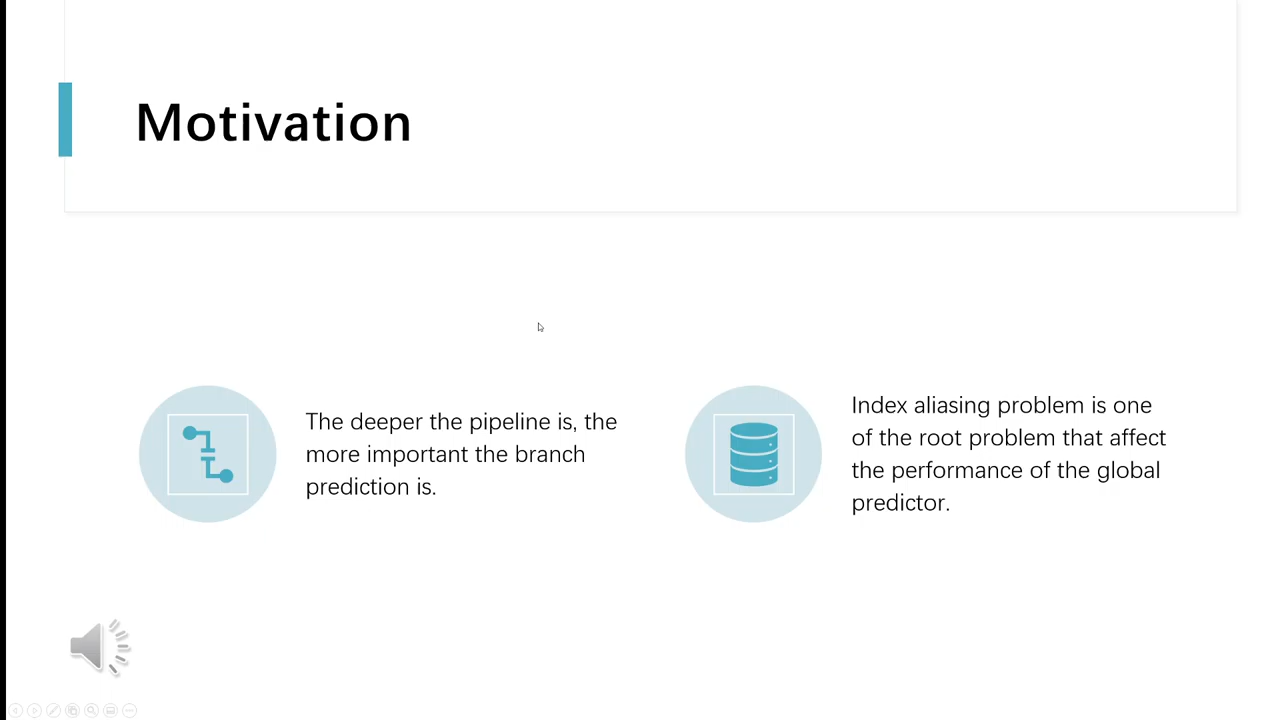 Motivation
The deeper the pipeline is, the
more important the branch
prediction is.
Index aliasing problem is one
of the root problem that affect
the performance of the global
predictor.